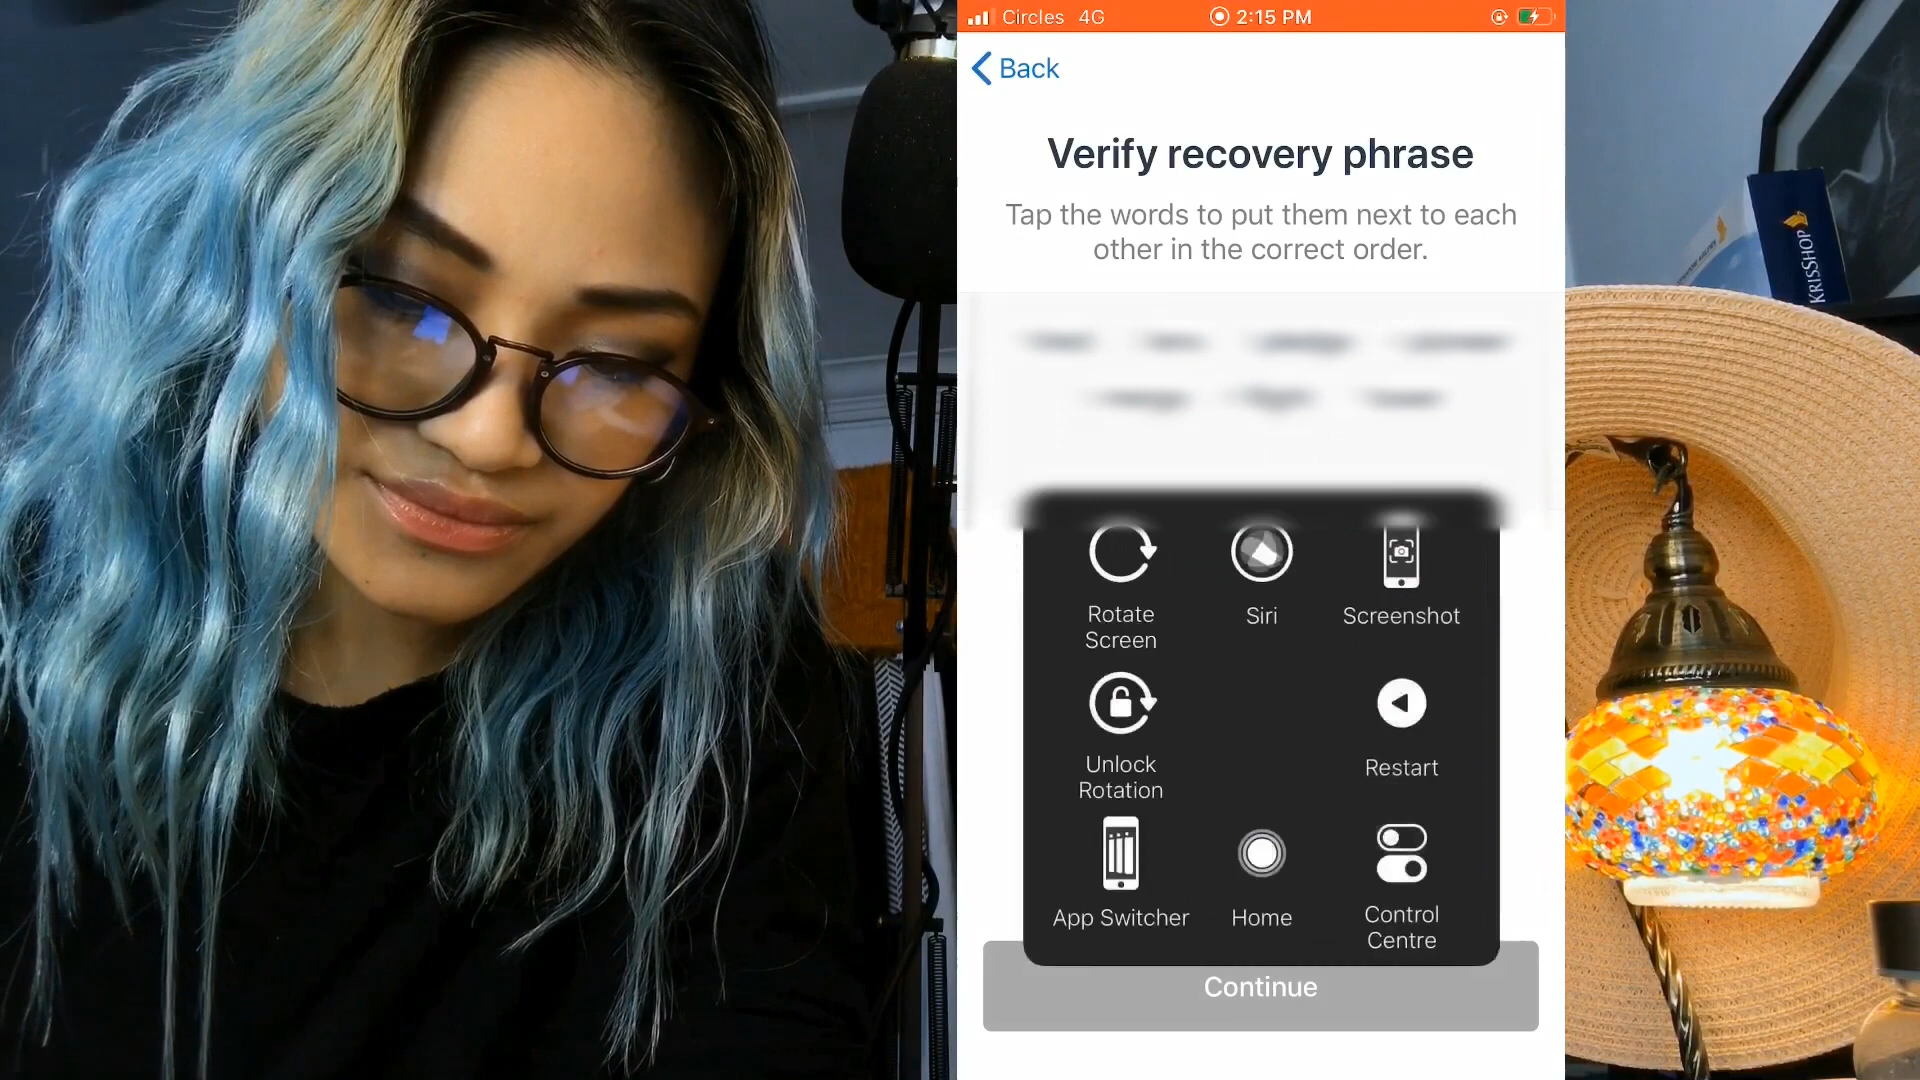 Circles 4G 2:15 PM
Back
Verify recovery phrase
Tap the words to put them next to each
other in the correct order.
Rotate
Screen
Siri
Screenshot
Unlock
Rotation
Restart
App Switcher
Home
Control
Centre
Continue
KRISSHOP